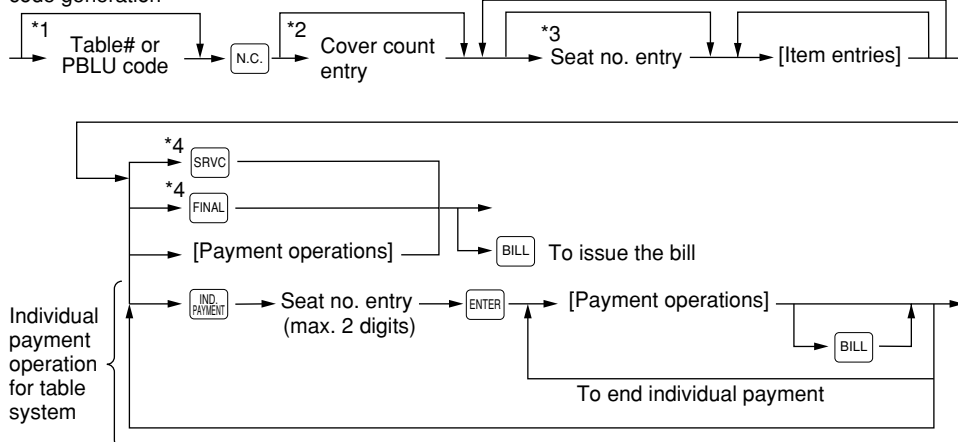 code generation
*1
Table# or
PBLU code
N.C.
*2
Cover count
entry
*3
Seat no. entry
[Item entries]
*4
SRVC
*4
FINAL
[Payment operations]
BILL To issue the bill
Individual
payment
operation
for table
system
IND.
PAYMENT
Seat no. entry
(max. 2 digits)
ENTER
[Payment operations]
BILL
To end individual payment